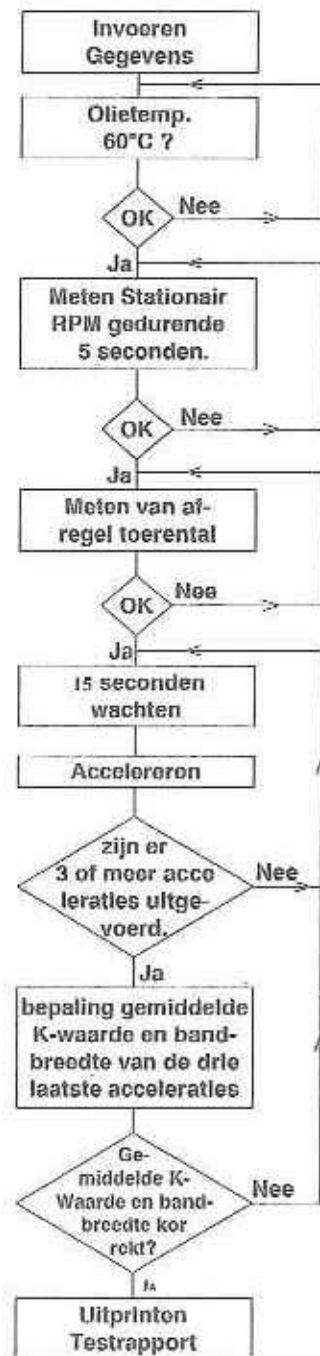 Invoeren
Gegevens
Olietemp.
60°C ?
OK
Nee
Ja
Meten Stationair
RPM gedurende
5 seconden.
OK
Nee
Ja
Meten van af-
regel toerental
OK
Nee
Ja
15 seconden
wachten
Accelereren
zijn er
3 of meer acce
leraties uitge-
voerd.
Nee
Ja
bepaling gemiddelde
K-waarde en band-
breedte van de drie
laatste acceleraties
Ge-
middelde K-
Waarde en band-
breedte kor
rekt?
Nee
JA
Uitprinten
Testrapport